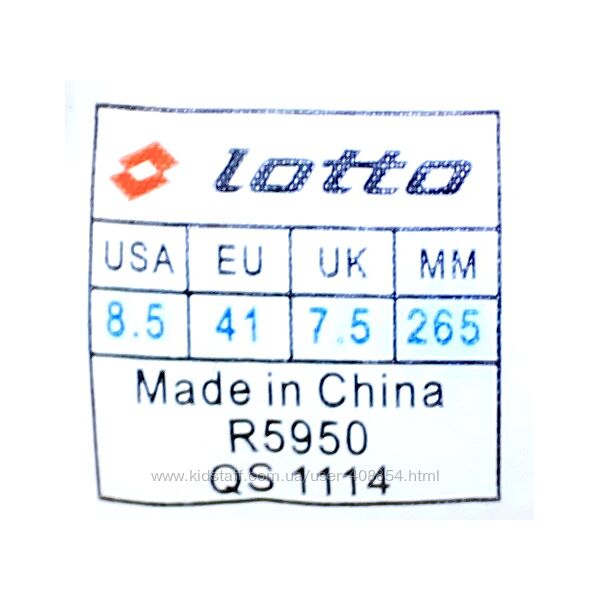 lotto
USA EU UK MM
8.5 41 7.5 265
Made in China
R5950
www.kidstaff.com.ua/user-408354.html
QS 1114